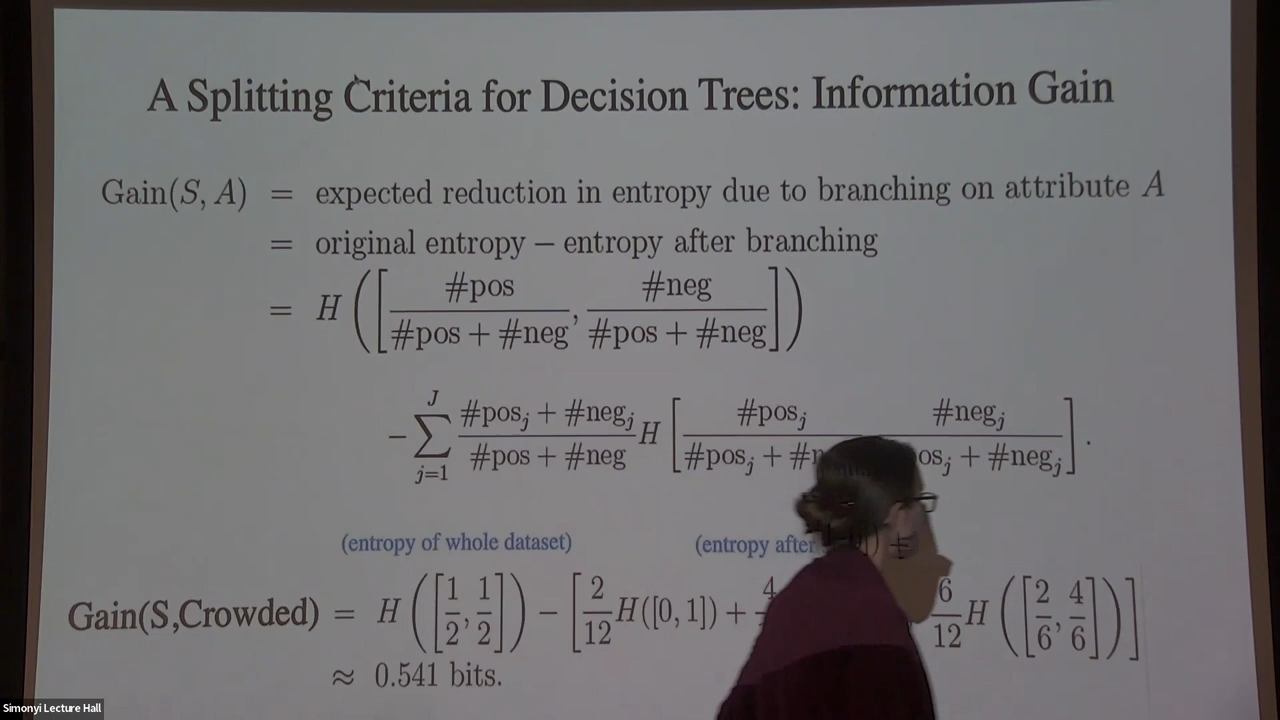 A Splitting Criteria for Decision Trees: Information Gain
Gain(S, A) = expected reduction in entropy due to branching on attribute A
= original entropy – entropy after branching
= H([#pos/(#pos + #neg), #neg/(#pos + #neg)])
− ∑_{j=1}^{J} (#pos_j + #neg_j)/(#pos + #neg) H[#pos_j/(#pos_j + # #neg_j/ + #neg_j)].
(entropy of whole dataset) (entropy after
Gain(S,Crowded) = H([1/2, 1/2]) − [2/12 H([0, 1]) + 4 6/12 H([2/6, 4/6])]
≈ 0.541 bits.
Simonyi Lecture Hall